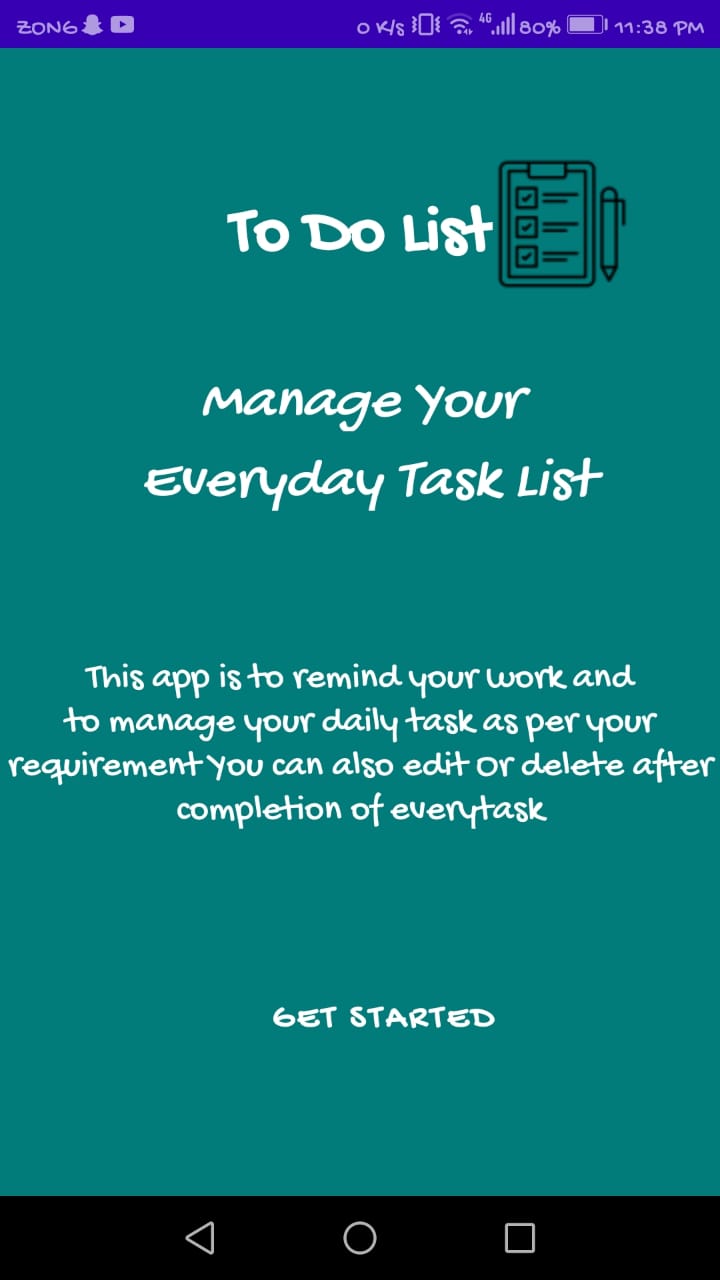 ZONG
0 K/s 4G 80% 11:38 PM
To Do List
Manage Your
Everyday Task List
This app is to remind your work and
to manage your daily task as per your
requirement You can also edit or delete after
completion of everytask
GET STARTED